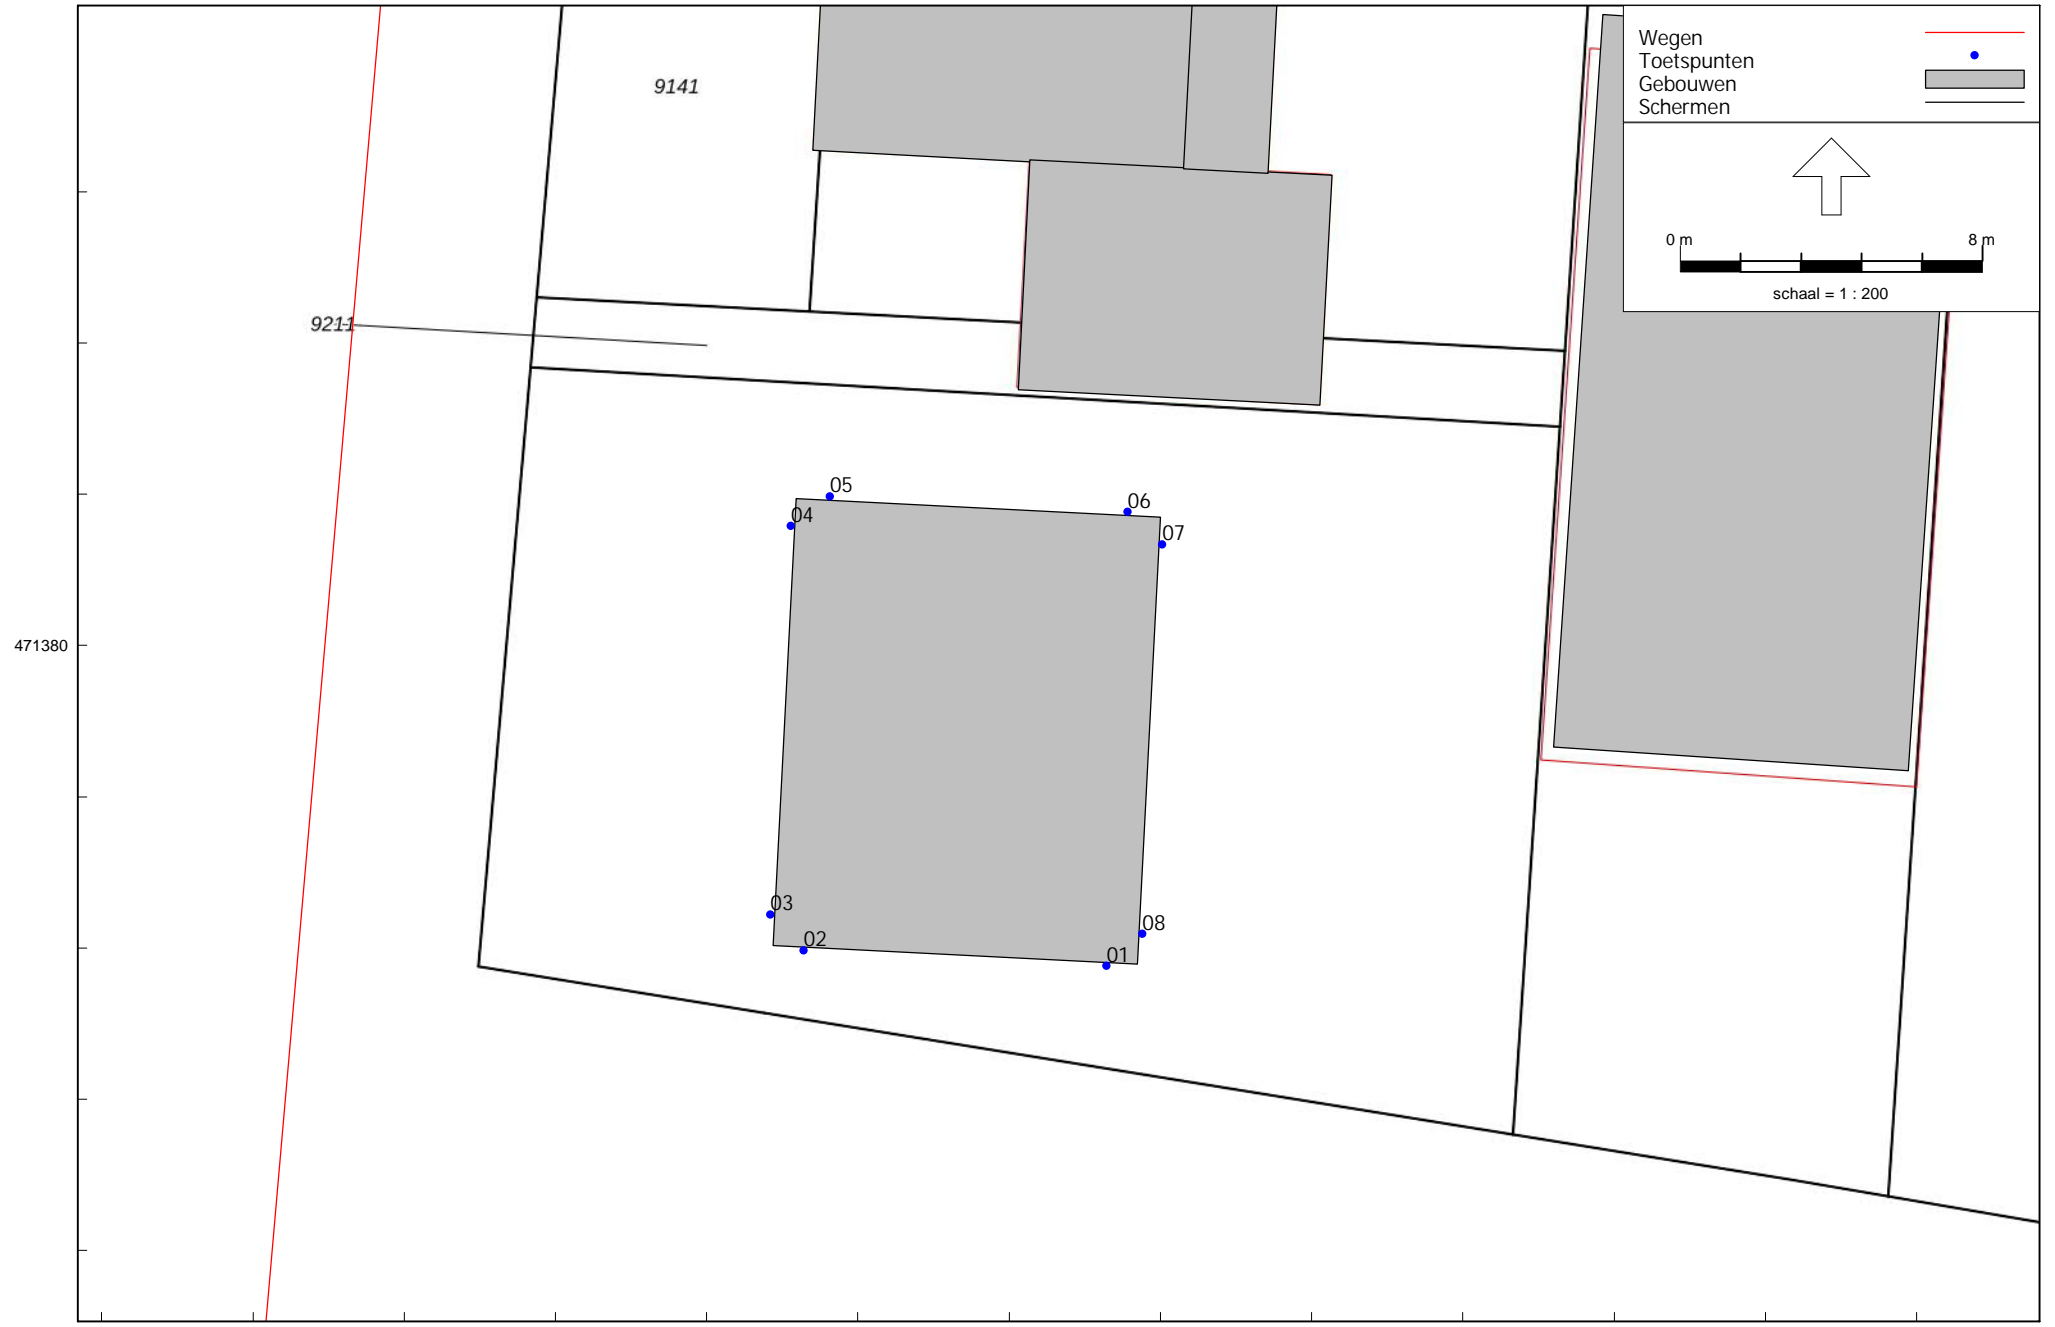 Wegen
Toetspunten
Gebouwen
Schermen
0 m 8 m
schaal = 1 : 200
9141
9211
05
06
04
07
471380
03
08
02
01